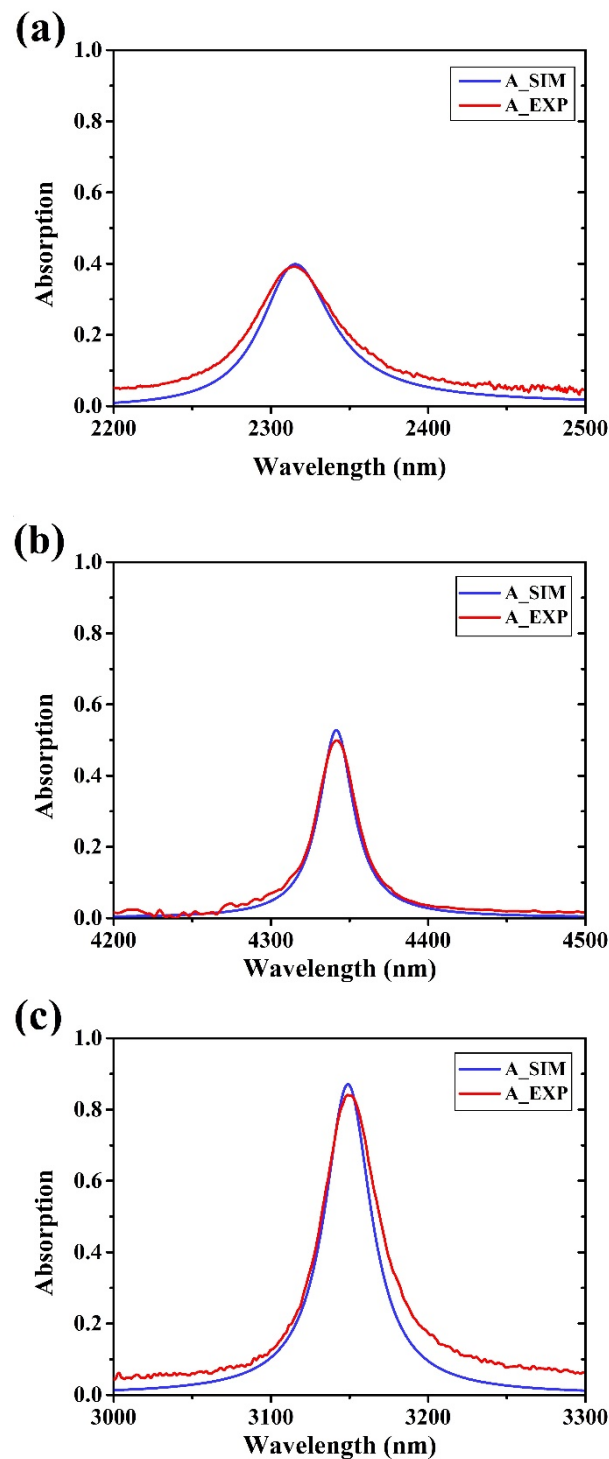 (a)
1.0
A_SIM
A_EXP
0.8
0.6
Absorption
0.4
0.2
0.0
2200 2300 2400 2500
Wavelength (nm)
(b)
1.0
A_SIM
A_EXP
0.8
0.6
Absorption
0.4
0.2
0.0
4200 4300 4400 4500
Wavelength (nm)
(c)
1.0
A_SIM
A_EXP
0.8
0.6
Absorption
0.4
0.2
0.0
3000 3100 3200 3300
Wavelength (nm)